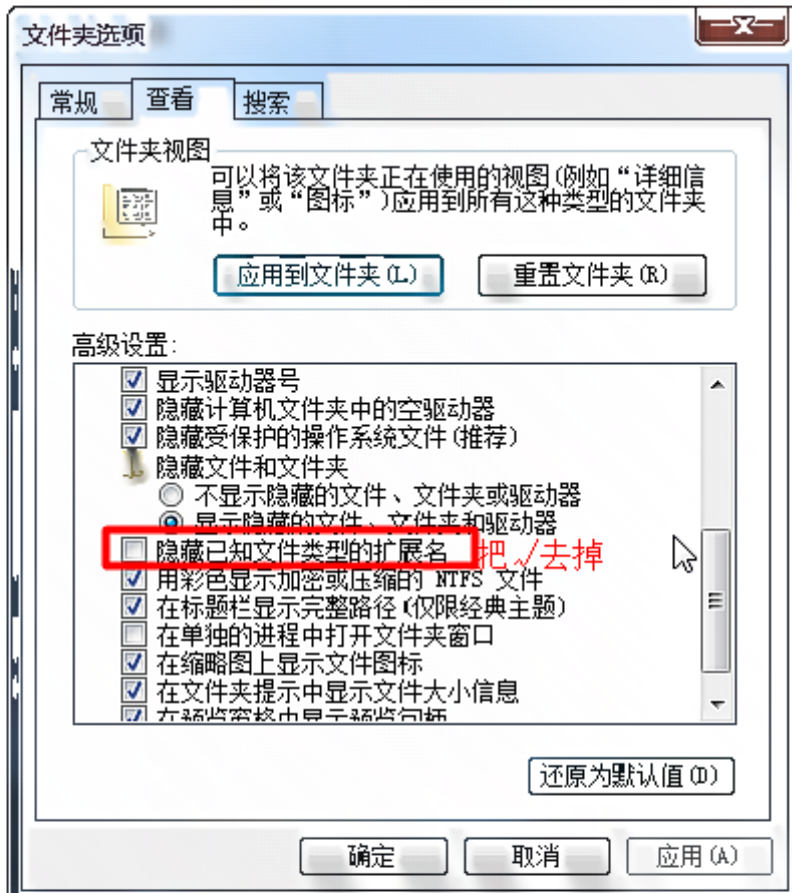 文件夹选项
常规
查看
搜索
文件夹视图
可以将该文件夹正在使用的视图(例如“详细信
息”或“图标”)应用到所有这种类型的文件夹
中。
应用到文件夹(L)
重置文件夹(R)
高级设置:
显示驱动器号
隐藏计算机文件夹中的空驱动器
隐藏受保护的操作系统文件(推荐)
隐藏文件和文件夹
不显示隐藏的文件、文件夹或驱动器
显示隐藏的文件、文件夹和驱动器
隐藏已知文件类型的扩展名
把√去掉
用彩色显示加密或压缩的 NTFS 文件
在标题栏显示完整路径(仅限经典主题)
在单独的进程中打开文件夹窗口
在缩略图上显示文件图标
在文件夹提示中显示文件大小信息
在预览窗格中显示预览句柄
还原为默认值(D)
确定
取消
应用(A)